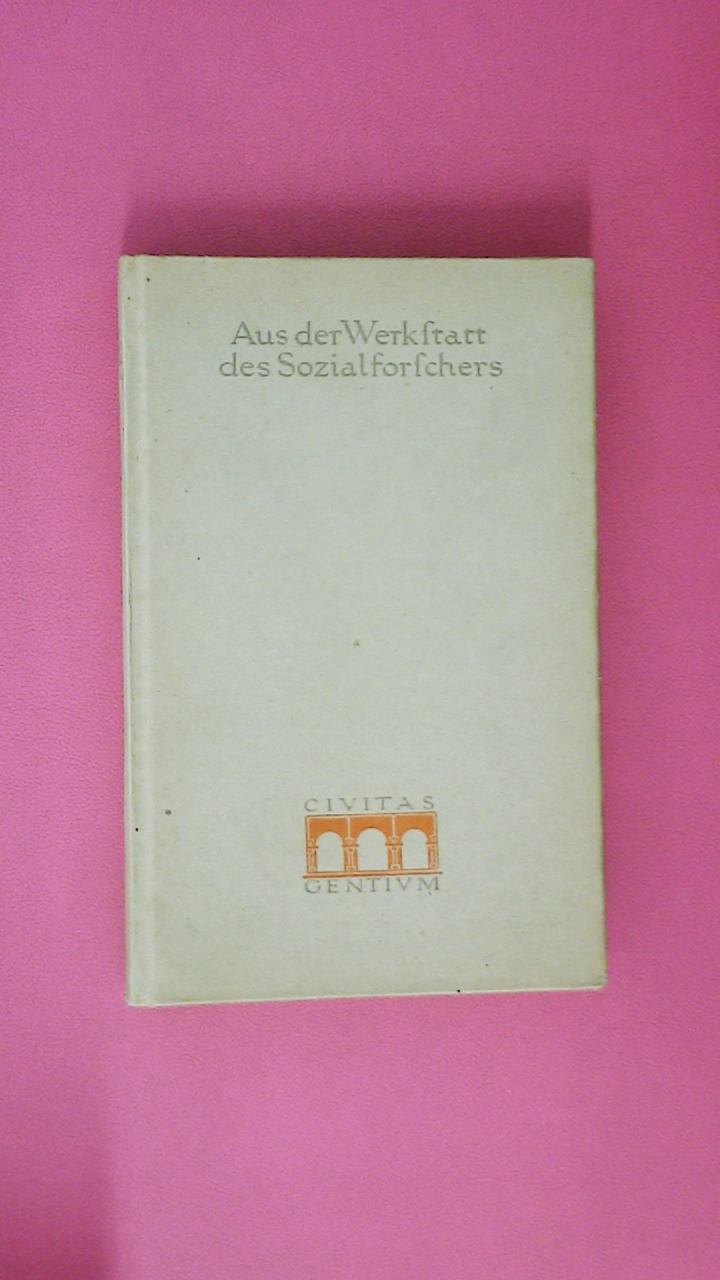 Aus der Werkſtatt
des Sozialforſchers
CIVITAS
GENTIVM